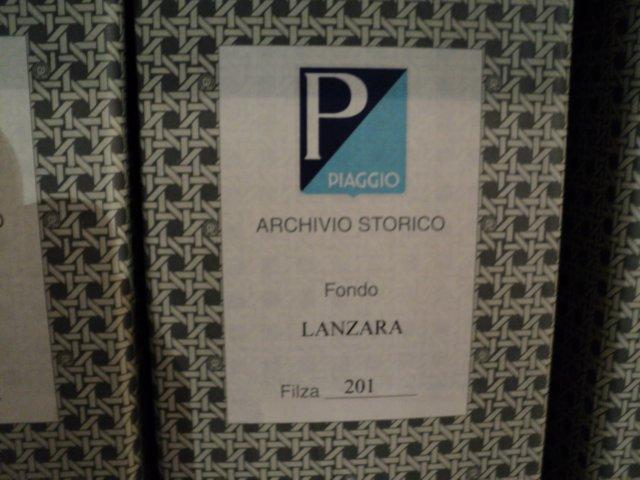 P
PIAGGIO
ARCHIVIO STORICO
Fondo
LANZARA
Filza 201